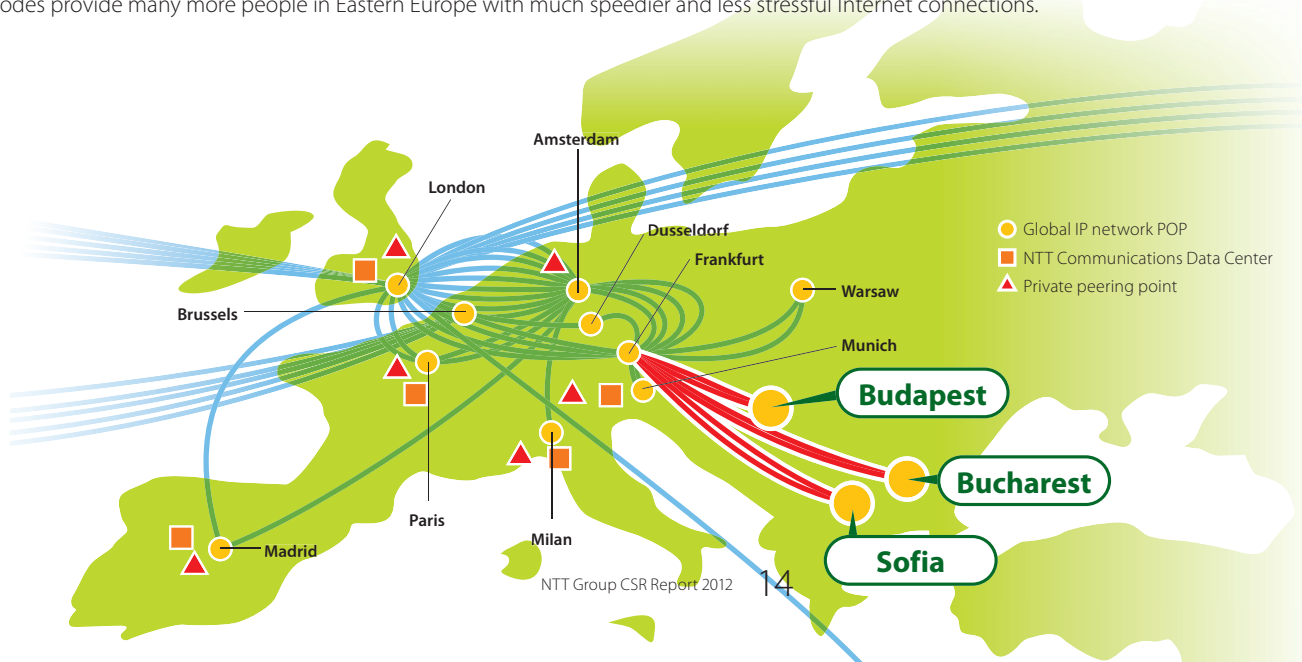 odes provide many more people in Eastern Europe with much speedier and less stressful Internet connections.
Amsterdam
London
Dusseldorf
Frankfurt
Global IP network POP
NTT Communications Data Center
Private peering point
Warsaw
Brussels
Munich
Budapest
Bucharest
Paris
Milan
Madrid
Sofia
NTT Group CSR Report 2012 14